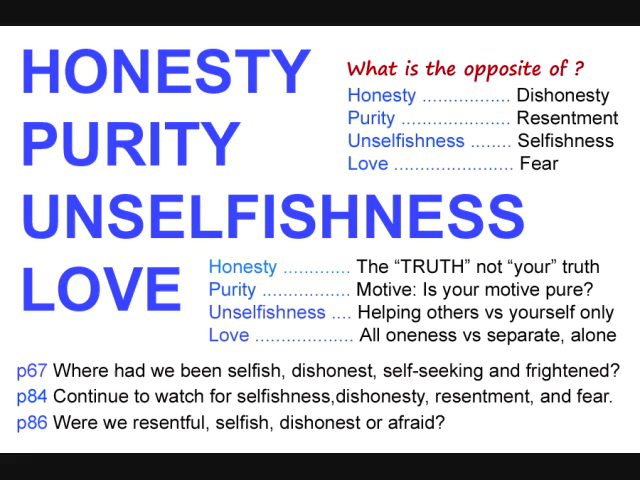 HONESTY
PURITY
UNSELFISHNESS
LOVE
What is the opposite of ?
Honesty ................. Dishonesty
Purity ..................... Resentment
Unselfishness ........ Selfishness
Love ....................... Fear
Honesty ............. The “TRUTH” not “your” truth
Purity ................. Motive: Is your motive pure?
Unselfishness .... Helping others vs yourself only
Love ................... All oneness vs separate, alone
p67 Where had we been selfish, dishonest, self-seeking and frightened?
p84 Continue to watch for selfishness,dishonesty, resentment, and fear.
p86 Were we resentful, selfish, dishonest or afraid?